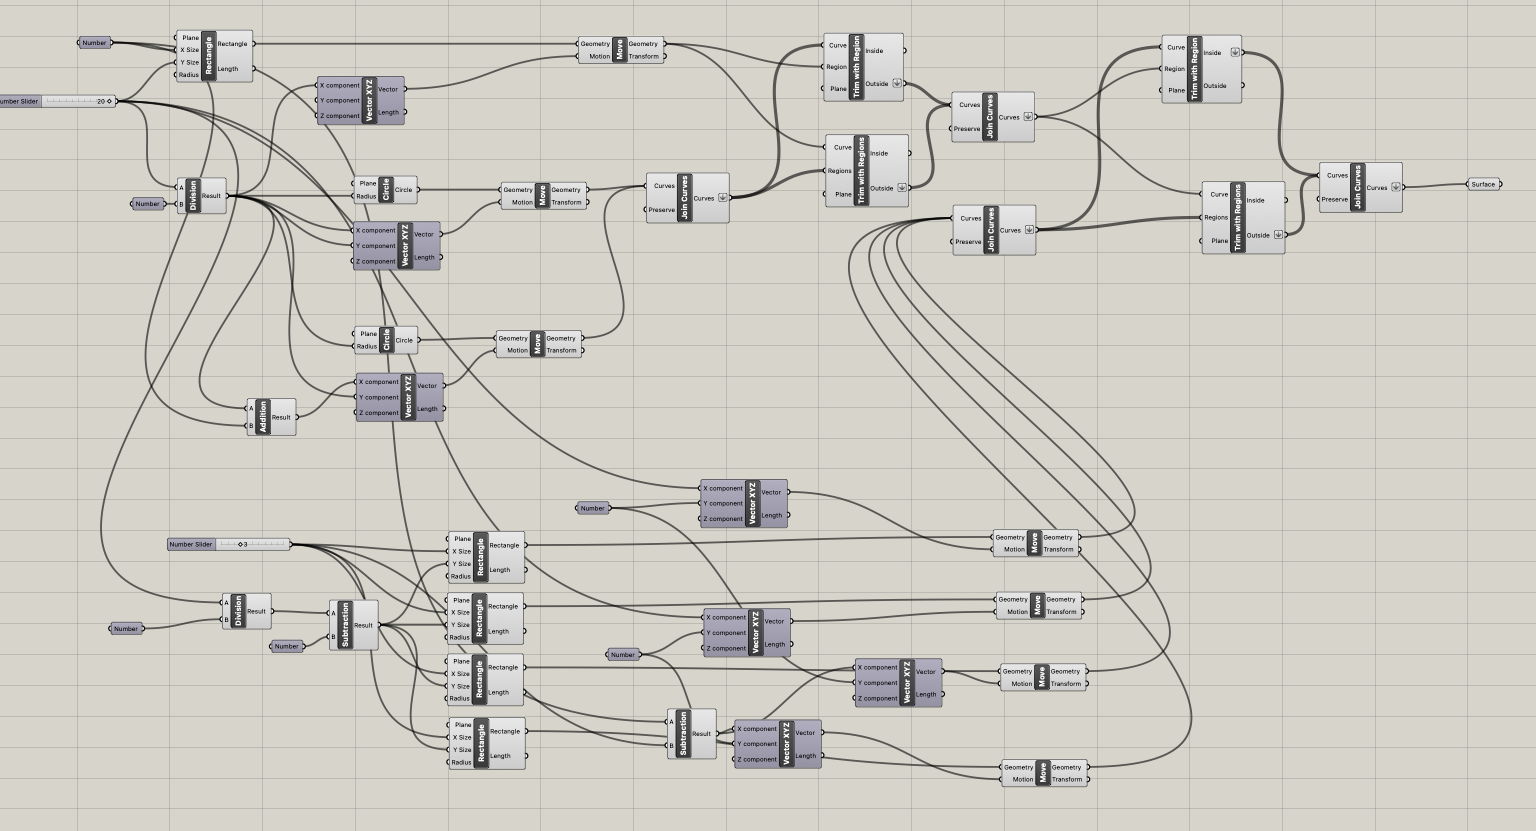 Number
Plane
X Size
Y Size
Radius
Rectangle
Rectangle
Length
umber Slider
20
X component
Y component
Z component
Vector XYZ
Vector
Length
Geometry
Motion
Move
Geometry
Transform
Curve
Region
Plane
Trim with Region
Inside
Outside
Curve
Regions
Plane
Trim with Regions
Inside
Outside
Curves
Preserve
Join Curves
Curves
Curve
Region
Plane
Trim with Region
Inside
Outside
Number
A
B
Division
Result
Plane
Radius
Circle
Circle
Geometry
Motion
Move
Geometry
Transform
Curves
Preserve
Join Curves
Curves
X component
Y component
Z component
Vector XYZ
Vector
Length
Curves
Preserve
Join Curves
Curves
Curve
Regions
Plane
Trim with Regions
Inside
Outside
Curves
Preserve
Join Curves
Curves
Surface
Plane
Radius
Circle
Circle
Geometry
Motion
Move
Geometry
Transform
X component
Y component
Z component
Vector XYZ
Vector
Length
A
B
Addition
Result
Number
X component
Y component
Z component
Vector XYZ
Vector
Length
Number Slider
3
Plane
X Size
Y Size
Radius
Rectangle
Rectangle
Length
Geometry
Motion
Move
Geometry
Transform
Number
A
B
Division
Result
Number
A
B
Subtraction
Result
Plane
X Size
Y Size
Radius
Rectangle
Rectangle
Length
Number
X component
Y component
Z component
Vector XYZ
Vector
Length
Geometry
Motion
Move
Geometry
Transform
Plane
X Size
Y Size
Radius
Rectangle
Rectangle
Length
X component
Y component
Z component
Vector XYZ
Vector
Length
Geometry
Motion
Move
Geometry
Transform
Plane
X Size
Y Size
Radius
Rectangle
Rectangle
Length
A
B
Subtraction
Result
X component
Y component
Z component
Vector XYZ
Vector
Length
Geometry
Motion
Move
Geometry
Transform